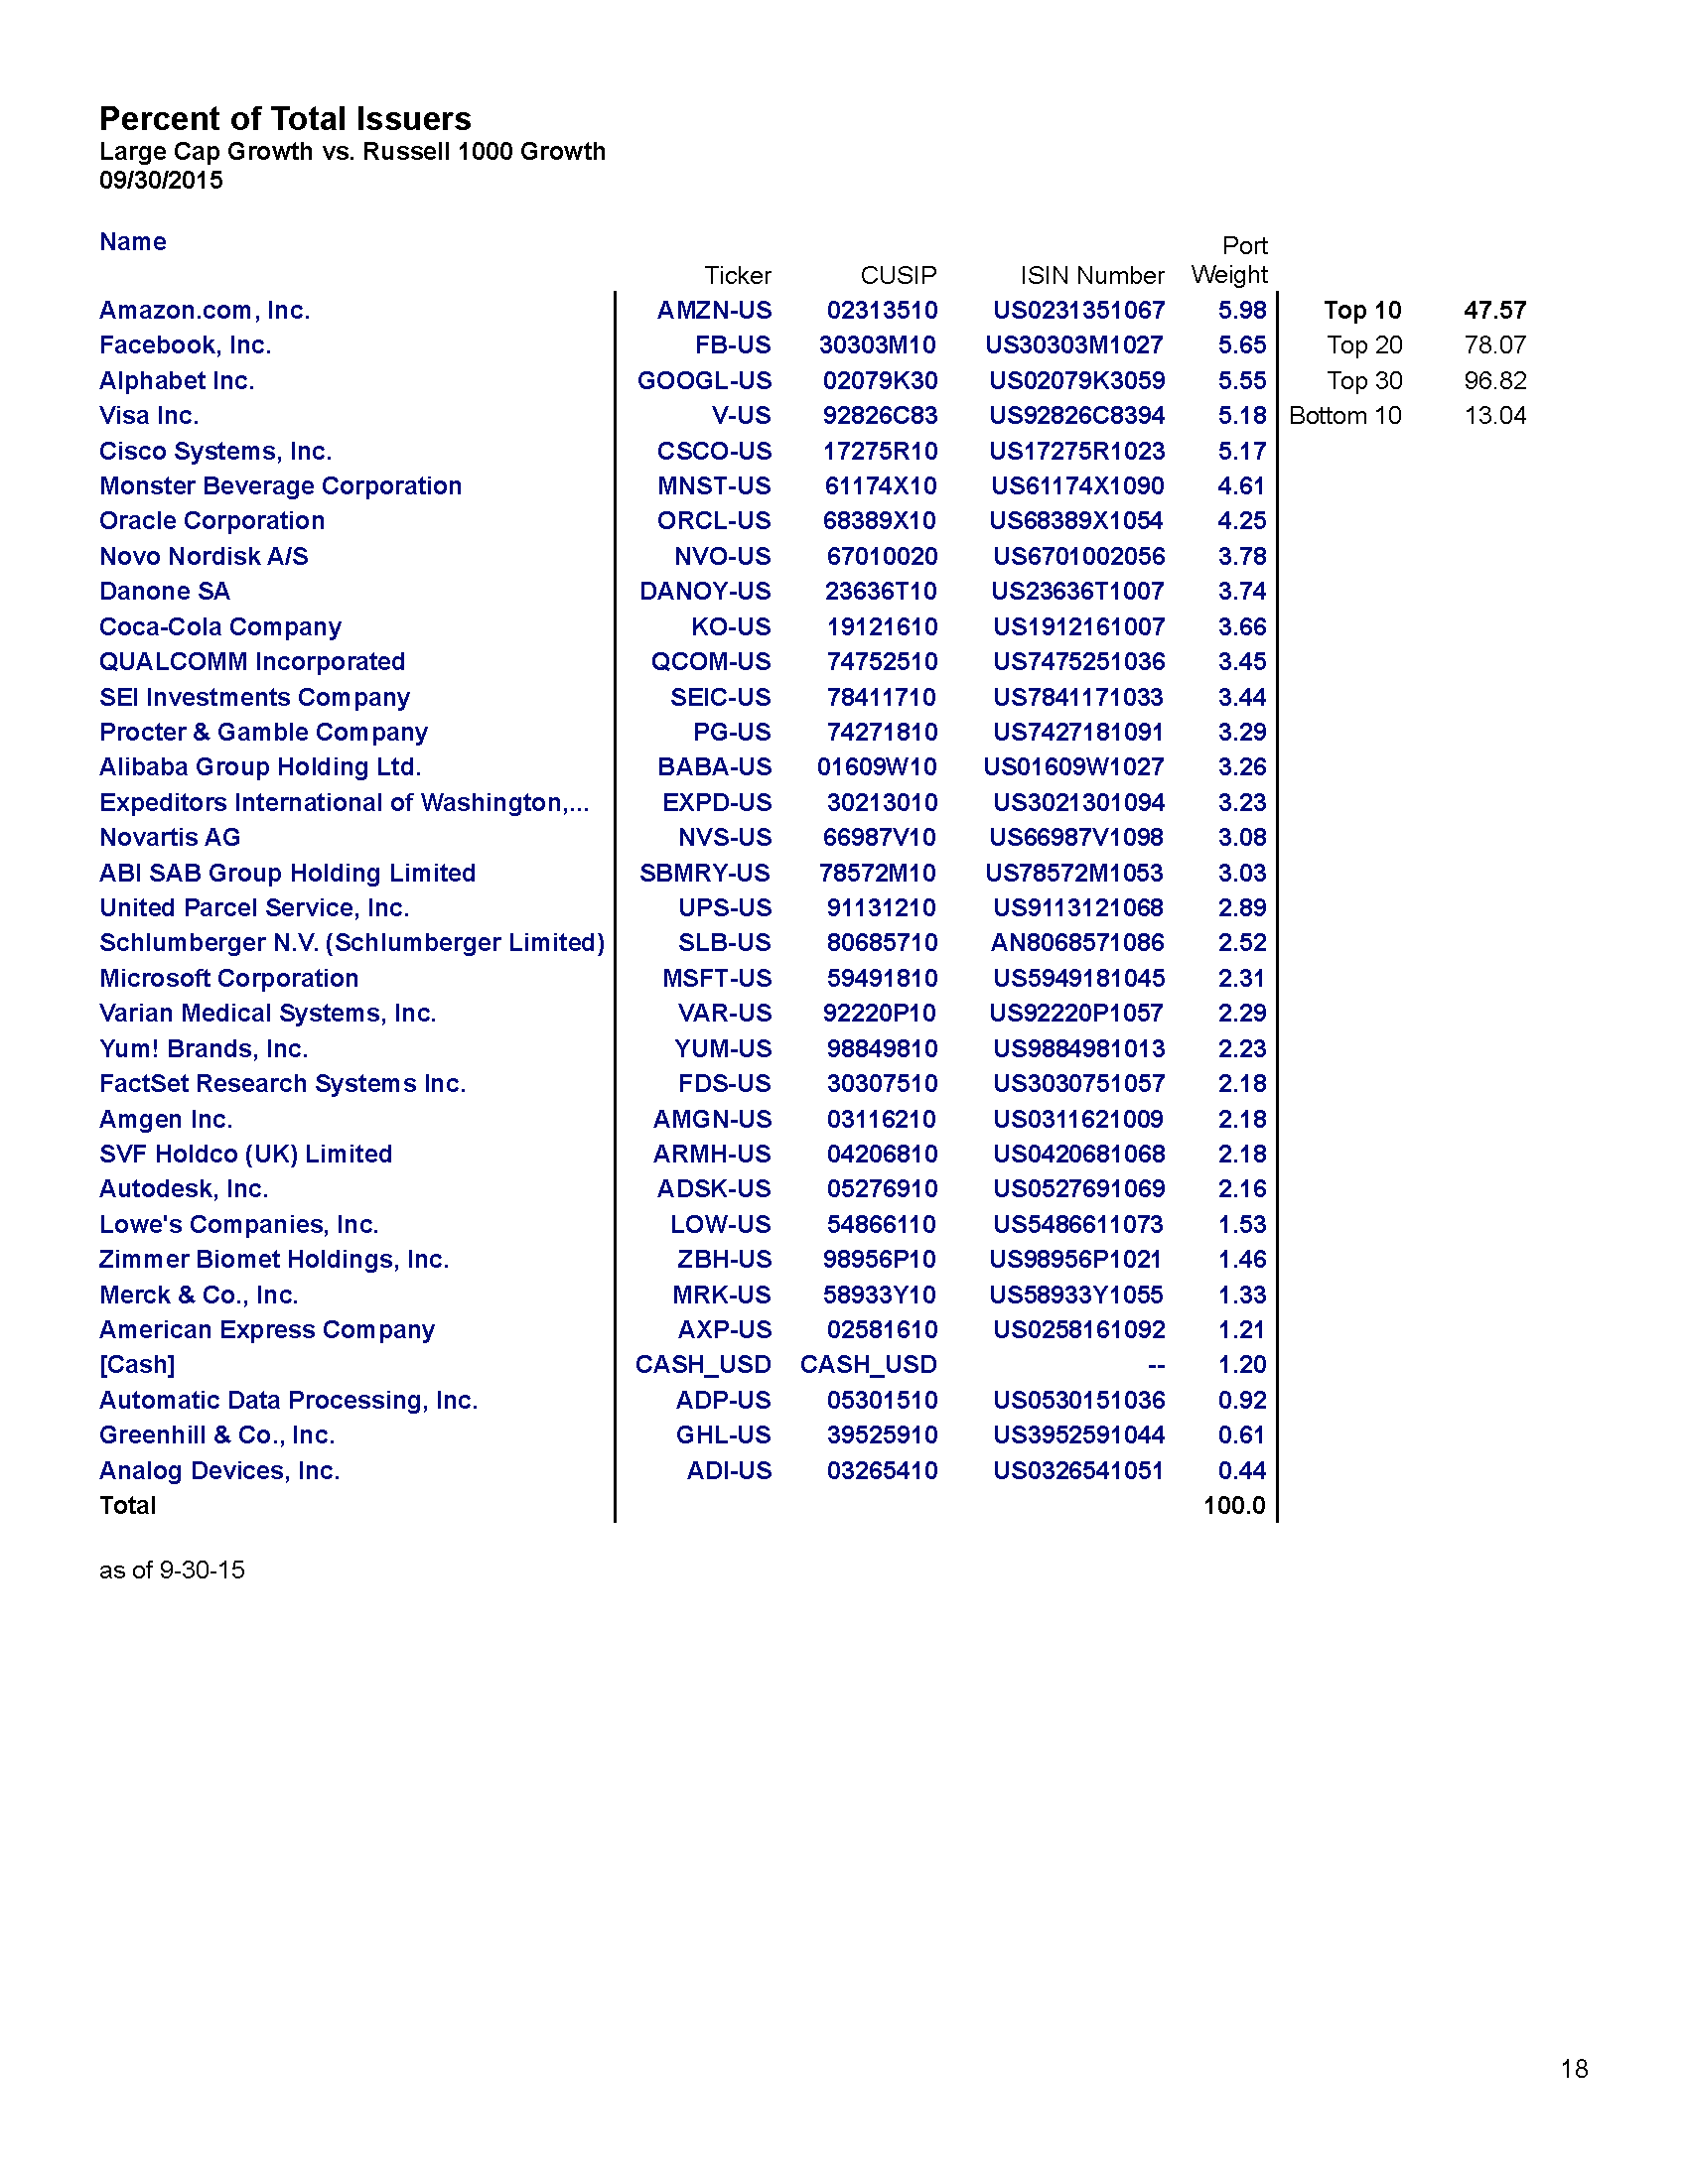 Percent of Total Issuers
Large Cap Growth vs. Russell 1000 Growth
09/30/2015
Name Port
Ticker CUSIP ISIN Number Weight
Amazon.com, Inc. AMZN-US 02313510 US0231351067 5.98 Top 10 47.57
Facebook, Inc. FB-US 30303M10 US30303M1027 5.65 Top 20 78.07
Alphabet Inc. GOOGL-US 02079K30 US02079K3059 5.55 Top 30 96.82
Visa Inc. V-US 92826C83 US92826C8394 5.18 Bottom 10 13.04
Cisco Systems, Inc. CSCO-US 17275R10 US17275R1023 5.17
Monster Beverage Corporation MNST-US 61174X10 US61174X1090 4.61
Oracle Corporation ORCL-US 68389X10 US68389X1054 4.25
Novo Nordisk A/S NVO-US 67010020 US6701002056 3.78
Danone SA DANOY-US 23636T10 US23636T1007 3.74
Coca-Cola Company KO-US 19121610 US1912161007 3.66
QUALCOMM Incorporated QCOM-US 74752510 US7475251036 3.45
SEI Investments Company SEIC-US 78411710 US7841171033 3.44
Procter & Gamble Company PG-US 74271810 US7427181091 3.29
Alibaba Group Holding Ltd. BABA-US 01609W10 US01609W1027 3.26
Expeditors International of Washington,... EXPD-US 30213010 US3021301094 3.23
Novartis AG NVS-US 66987V10 US66987V1098 3.08
ABI SAB Group Holding Limited SBMRY-US 78572M10 US78572M1053 3.03
United Parcel Service, Inc. UPS-US 91131210 US9113121068 2.89
Schlumberger N.V. (Schlumberger Limited) SLB-US 80685710 AN8068571086 2.52
Microsoft Corporation MSFT-US 59491810 US5949181045 2.31
Varian Medical Systems, Inc. VAR-US 92220P10 US92220P1057 2.29
Yum! Brands, Inc. YUM-US 98849810 US9884981013 2.23
FactSet Research Systems Inc. FDS-US 30307510 US3030751057 2.18
Amgen Inc. AMGN-US 03116210 US0311621009 2.18
SVF Holdco (UK) Limited ARMH-US 04206810 US0420681068 2.18
Autodesk, Inc. ADSK-US 05276910 US0527691069 2.16
Lowe's Companies, Inc. LOW-US 54866110 US5486611073 1.53
Zimmer Biomet Holdings, Inc. ZBH-US 98956P10 US98956P1021 1.46
Merck & Co., Inc. MRK-US 58933Y10 US58933Y1055 1.33
American Express Company AXP-US 02581610 US0258161092 1.21
[Cash] CASH_USD CASH_USD -- 1.20
Automatic Data Processing, Inc. ADP-US 05301510 US0530151036 0.92
Greenhill & Co., Inc. GHL-US 39525910 US3952591044 0.61
Analog Devices, Inc. ADI-US 03265410 US0326541051 0.44
Total 100.0
as of 9-30-15
18